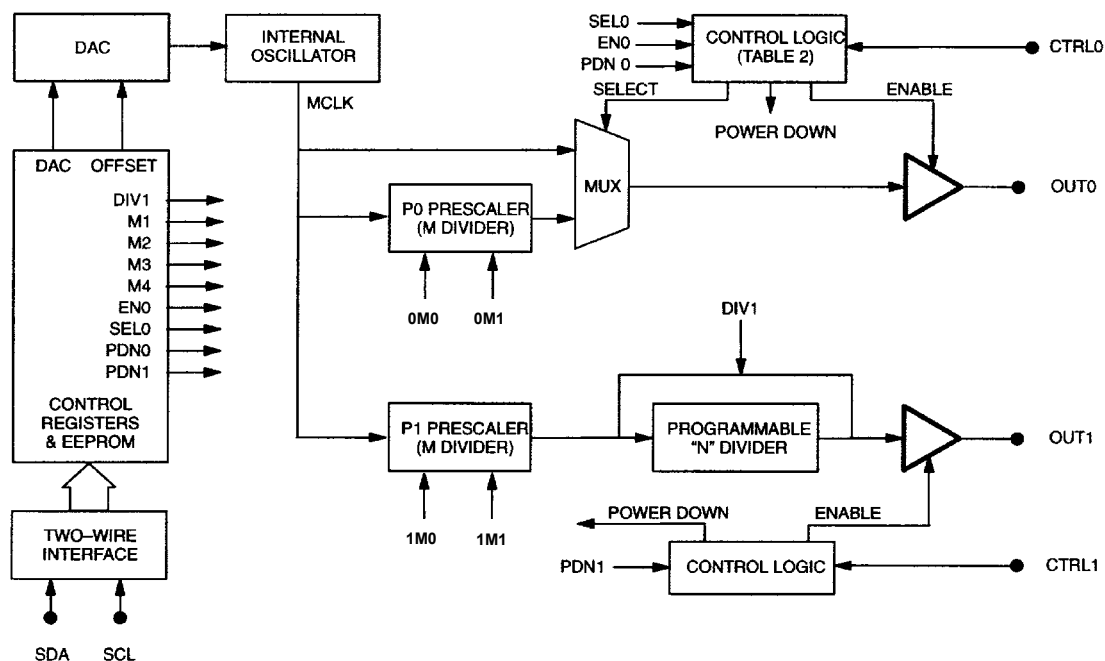 DAC
INTERNAL
OSCILLATOR
MCLK
SEL0
EN0
PDN 0
CONTROL LOGIC
(TABLE 2)
CTRL0
SELECT
ENABLE
POWER DOWN
MUX
OUT0
P0 PRESCALER
(M DIVIDER)
0M0
0M1
DAC
OFFSET
DIV1
M1
M2
M3
M4
EN0
SEL0
PDN0
PDN1
CONTROL
REGISTERS
& EEPROM
DIV1
P1 PRESCALER
(M DIVIDER)
1M0
1M1
PROGRAMMABLE
“N” DIVIDER
OUT1
POWER DOWN
ENABLE
PDN1
CONTROL LOGIC
CTRL1
TWO–WIRE
INTERFACE
SDA
SCL